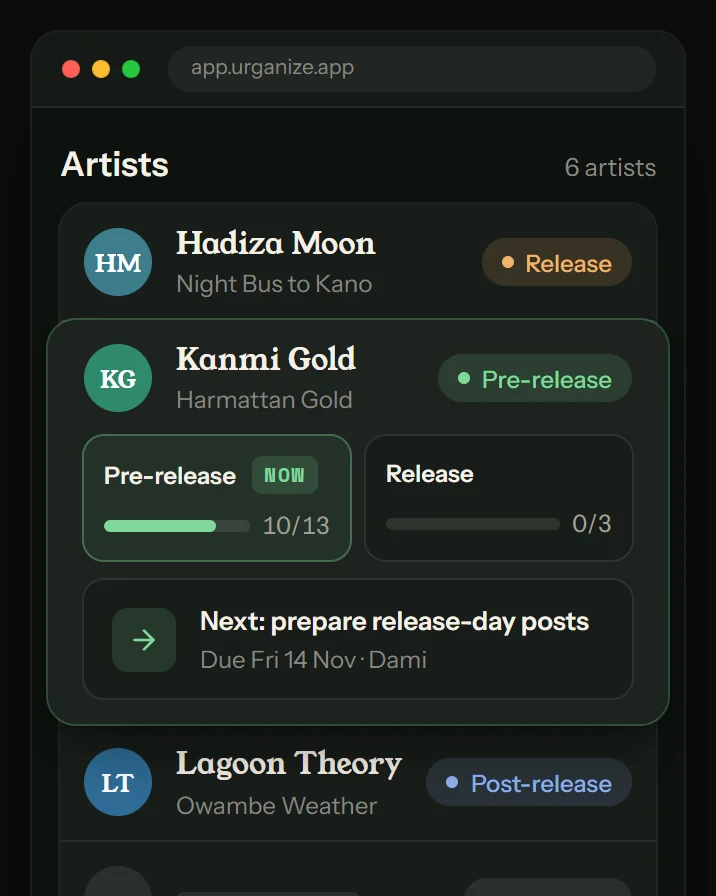 app.urganize.app
Artists
6 artists
HM
Hadiza Moon
Night Bus to Kano
Release
KG
Kanmi Gold
Harmattan Gold
Pre-release
Pre-release NOW
10/13
Release
0/3
Next: prepare release-day posts
Due Fri 14 Nov · Dami
LT
Lagoon Theory
Owambe Weather
Post-release